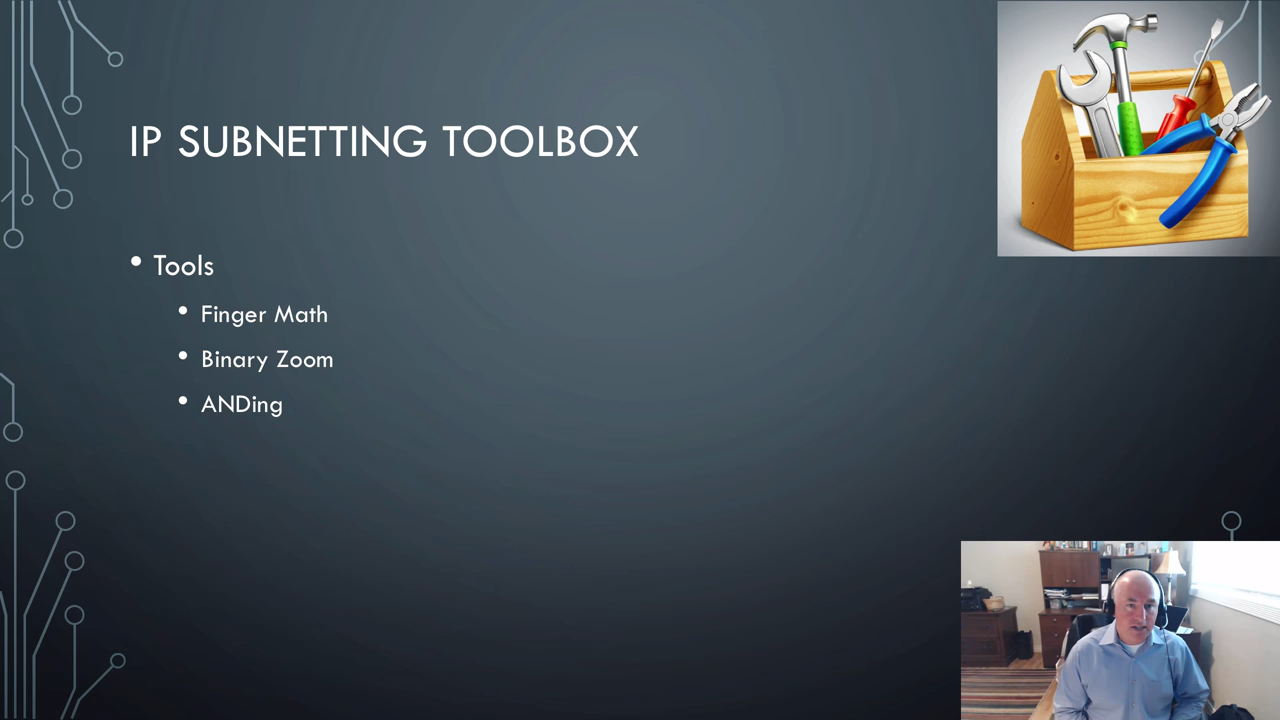 IP SUBNETTING TOOLBOX
• Tools
• Finger Math
• Binary Zoom
• ANDing